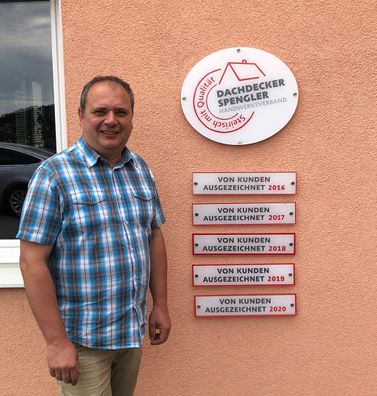 Steirisch mit Qualität
DACHDECKER
SPENGLER
HANDWERKSVERBAND
VON KUNDEN
AUSGEZEICHNET 2016
VON KUNDEN
AUSGEZEICHNET 2017
VON KUNDEN
AUSGEZEICHNET 2018
VON KUNDEN
AUSGEZEICHNET 2019
VON KUNDEN
AUSGEZEICHNET 2020